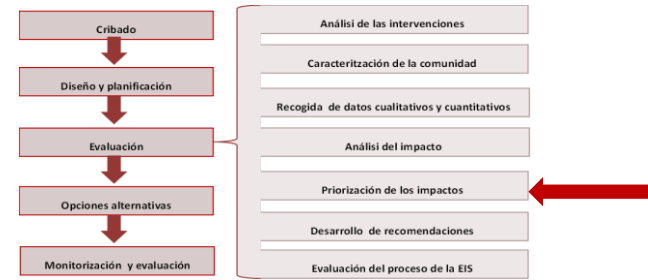 Cribado
Diseño y planificación
Evaluación
Opciones alternativas
Monitorización y evaluación
Análisi de las intervenciones
Caracteritzación de la comunidad
Recogida de datos cualitativos y cuantitativos
Análisi del impacto
Priorización de los impactos
Desarrollo de recomendaciones
Evaluación del proceso de la EIS